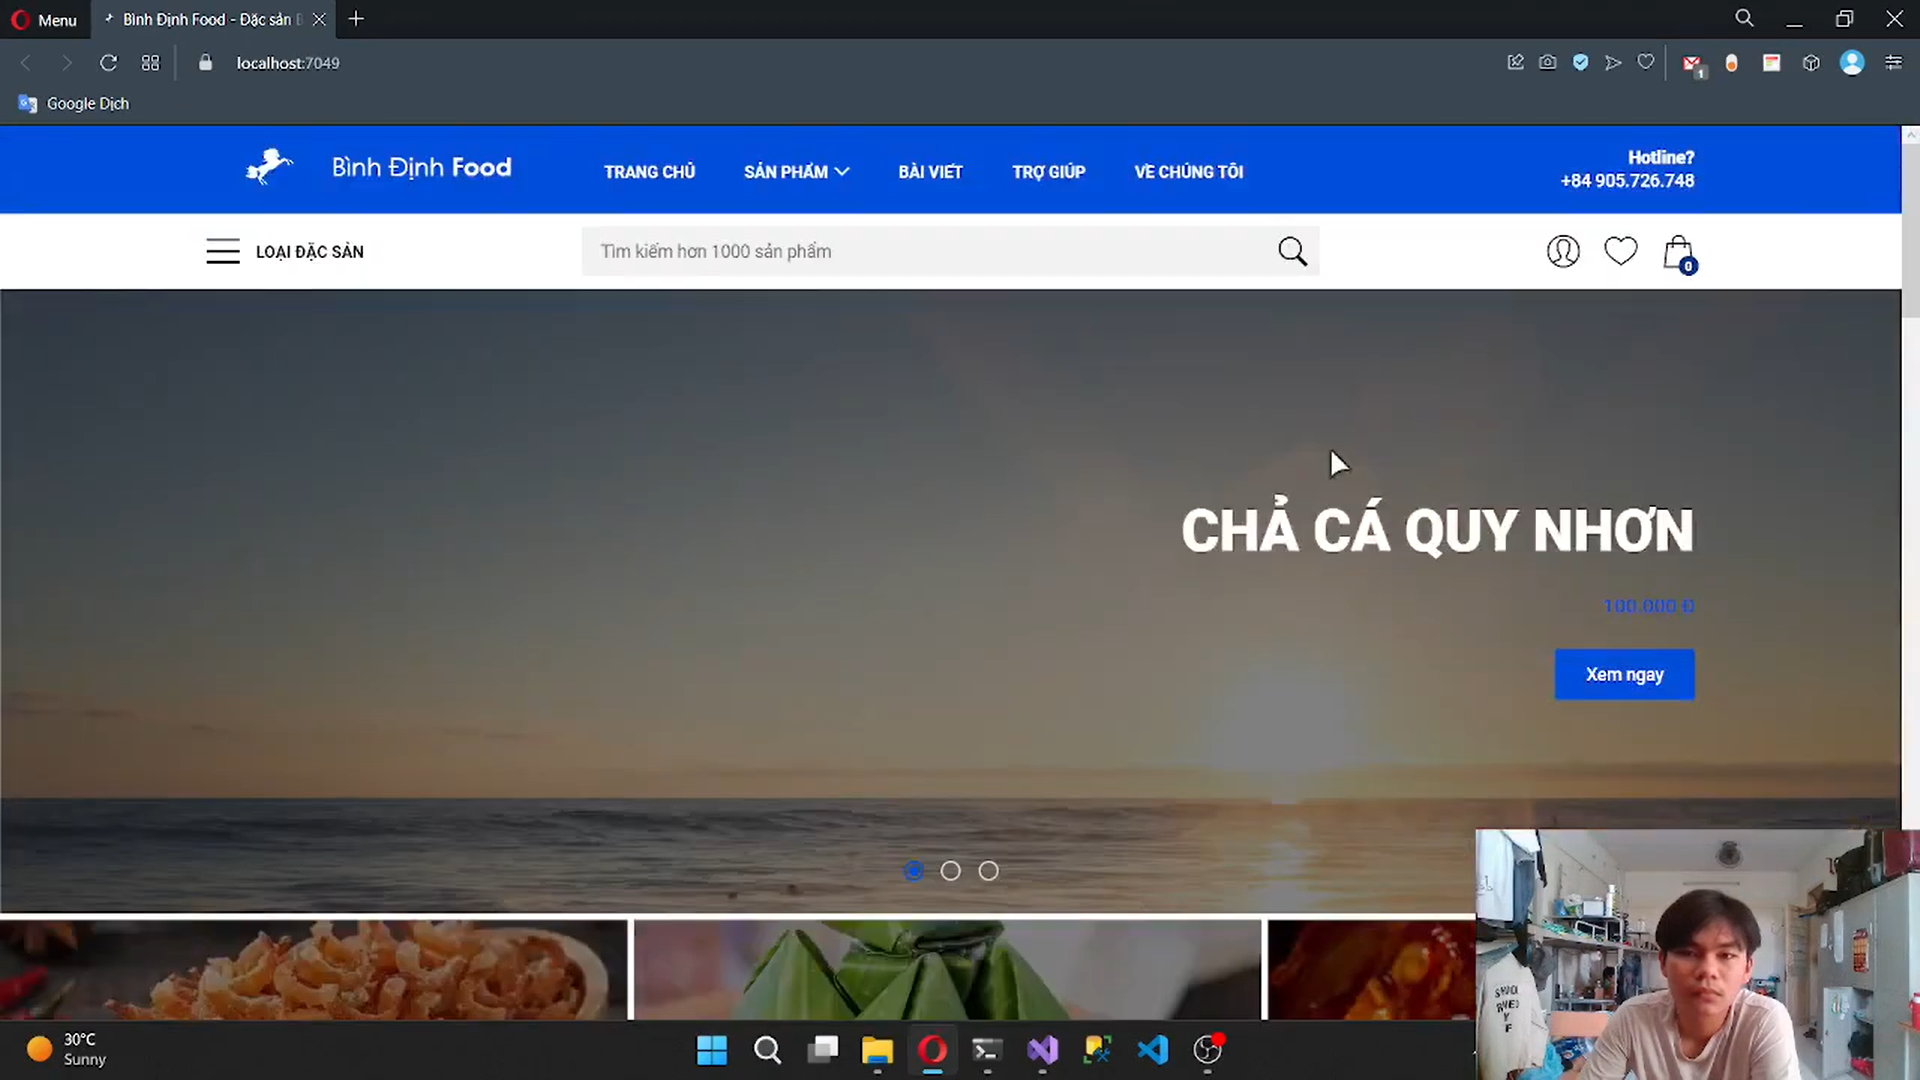 Menu
Bình Định Food - Đặc sản
localhost:7049
1
Google Dịch
Bình Định Food
TRANG CHỦ
SẢN PHẨM
BÀI VIẾT
TRỢ GIÚP
VỀ CHÚNG TÔI
Hotline?
+84 905.726.748
LOẠI ĐẶC SẢN
Tìm kiếm hơn 1000 sản phẩm
0
CHẢ CÁ QUY NHƠN
100.000 Đ
Xem ngay
30°C
Sunny